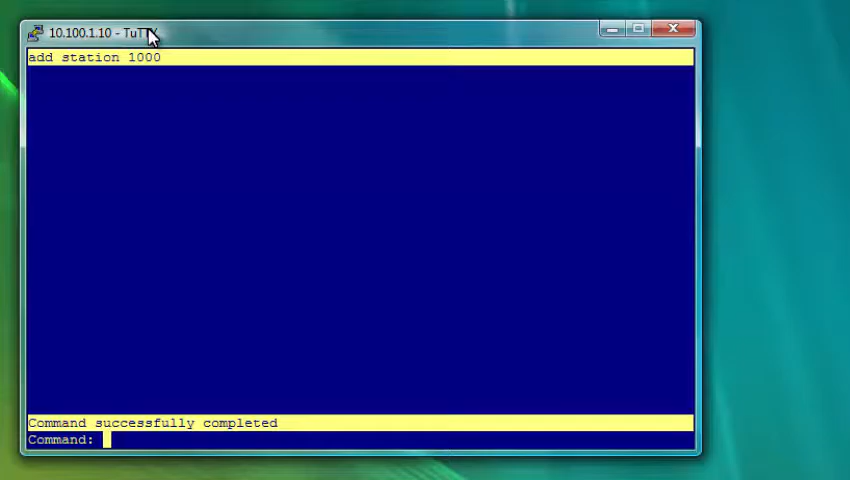 10.100.1.10 - TuTTY
add station 1000
Command successfully completed
Command: